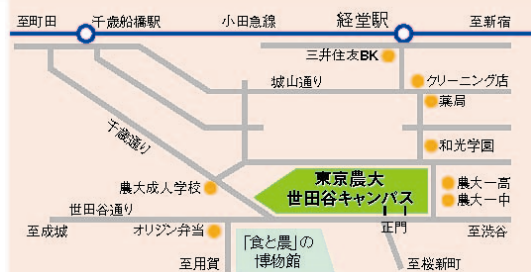 至町田
千歳船橋駅
小田急線
経堂駅
至新宿
三井住友BK
城山通り
クリーニング店
薬局
千歳通り
和光学園
東京農大
世田谷キャンパス
農大成人学校
農大一高
農大一中
世田谷通り
正門
至成城
オリジン弁当
至渋谷
「食と農」の
博物館
至用賀
至桜新町